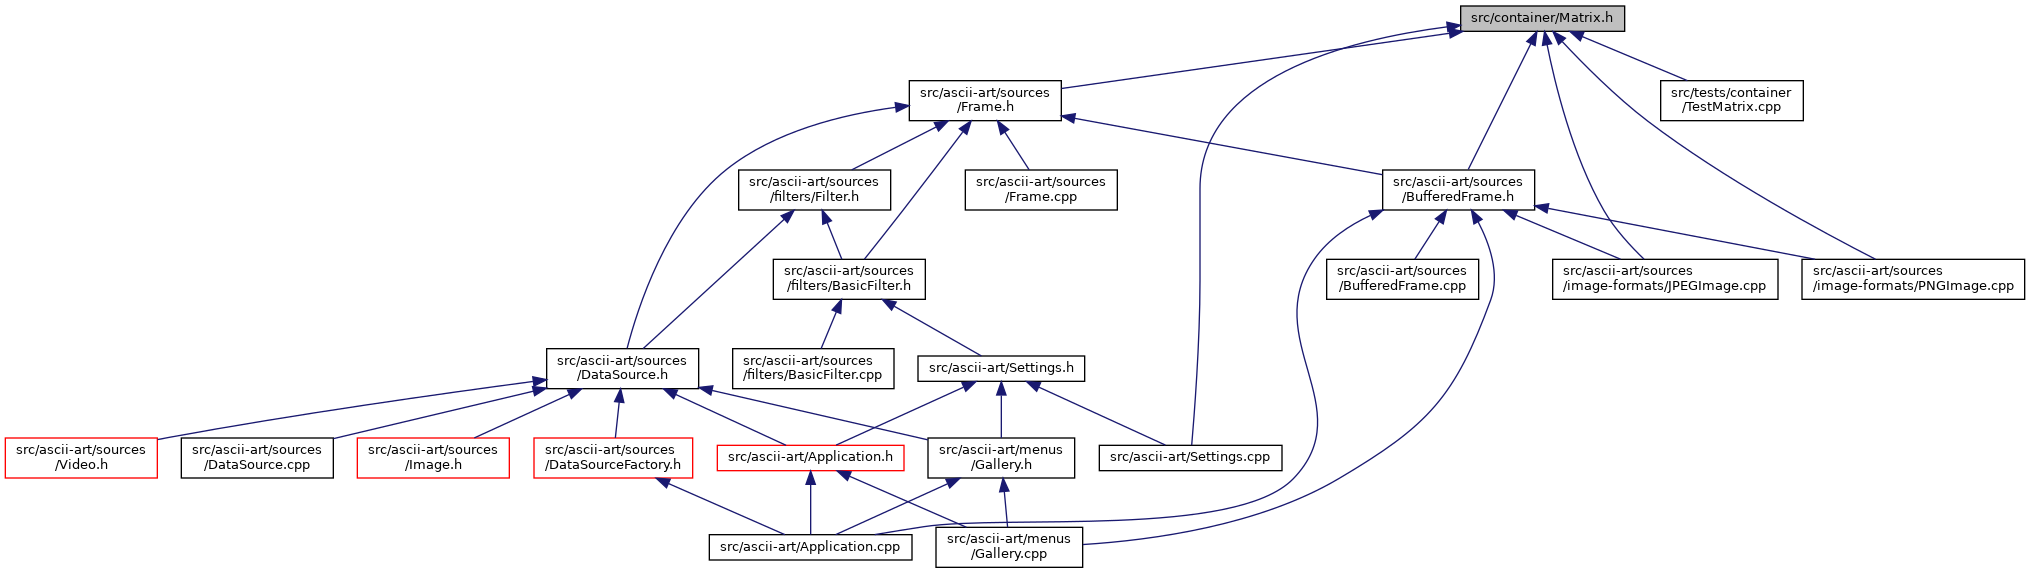 src/container/Matrix.h
src/ascii-art/sources
/Frame.h
src/tests/container
/TestMatrix.cpp
src/ascii-art/sources
/filters/Filter.h
src/ascii-art/sources
/Frame.cpp
src/ascii-art/sources
/BufferedFrame.h
src/ascii-art/sources
/filters/BasicFilter.h
src/ascii-art/sources
/BufferedFrame.cpp
src/ascii-art/sources
/image-formats/JPEGImage.cpp
src/ascii-art/sources
/image-formats/PNGImage.cpp
src/ascii-art/sources
/DataSource.h
src/ascii-art/sources
/filters/BasicFilter.cpp
src/ascii-art/Settings.h
src/ascii-art/sources
/Video.h
src/ascii-art/sources
/DataSource.cpp
src/ascii-art/sources
/Image.h
src/ascii-art/sources
/DataSourceFactory.h
src/ascii-art/Application.h
src/ascii-art/menus
/Gallery.h
src/ascii-art/Settings.cpp
src/ascii-art/Application.cpp
src/ascii-art/menus
/Gallery.cpp